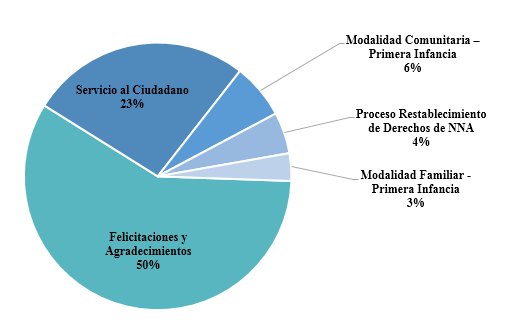 Modalidad Comunitaria –
Primera Infancia
6%
Servicio al Ciudadano
23%
Proceso Restablecimiento
de Derechos de NNA
4%
Modalidad Familiar -
Primera Infancia
3%
Felicitaciones y
Agradecimientos
50%